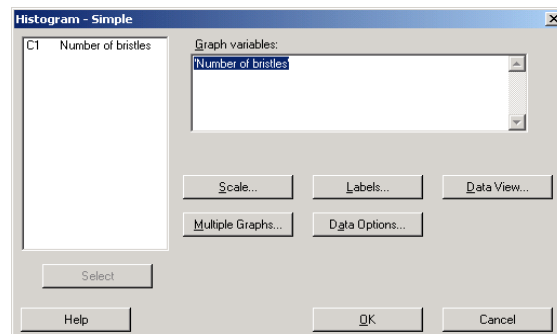 Histogram - Simple
C1 Number of bristles
Graph variables:
'Number of bristles'
Scale...
Labels...
Data View...
Multiple Graphs...
Data Options...
Select
Help
OK
Cancel